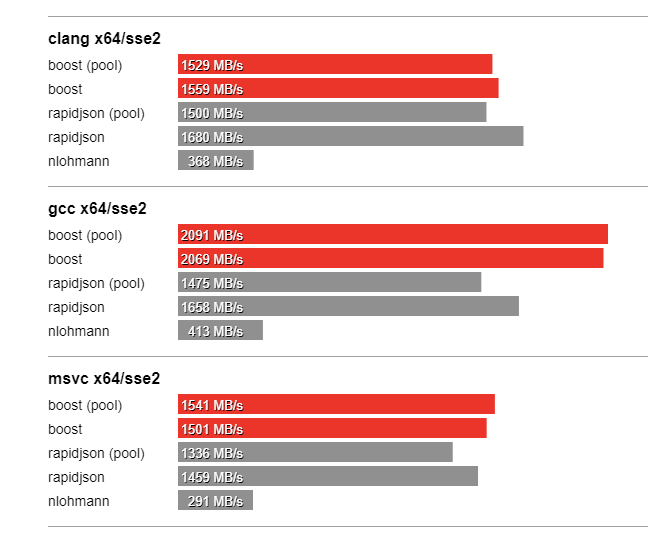 clang x64/sse2
boost (pool) 1529 MB/s
boost 1559 MB/s
rapidjson (pool) 1500 MB/s
rapidjson 1680 MB/s
nlohmann 368 MB/s
gcc x64/sse2
boost (pool) 2091 MB/s
boost 2069 MB/s
rapidjson (pool) 1475 MB/s
rapidjson 1658 MB/s
nlohmann 413 MB/s
msvc x64/sse2
boost (pool) 1541 MB/s
boost 1501 MB/s
rapidjson (pool) 1336 MB/s
rapidjson 1459 MB/s
nlohmann 291 MB/s